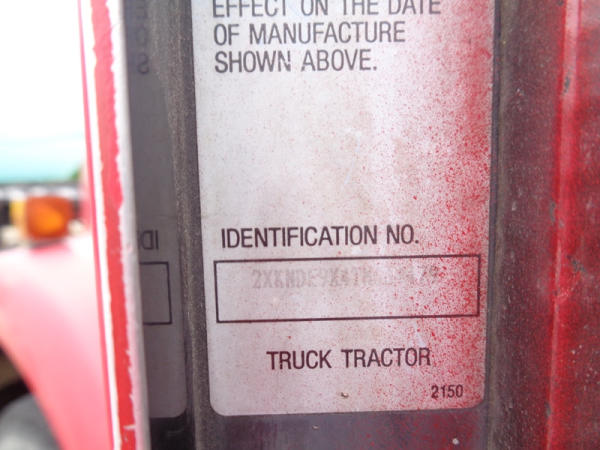 EFFECT ON THE DATE
OF MANUFACTURE
SHOWN ABOVE.
IDENTIFICATION NO.
TRUCK TRACTOR
2150